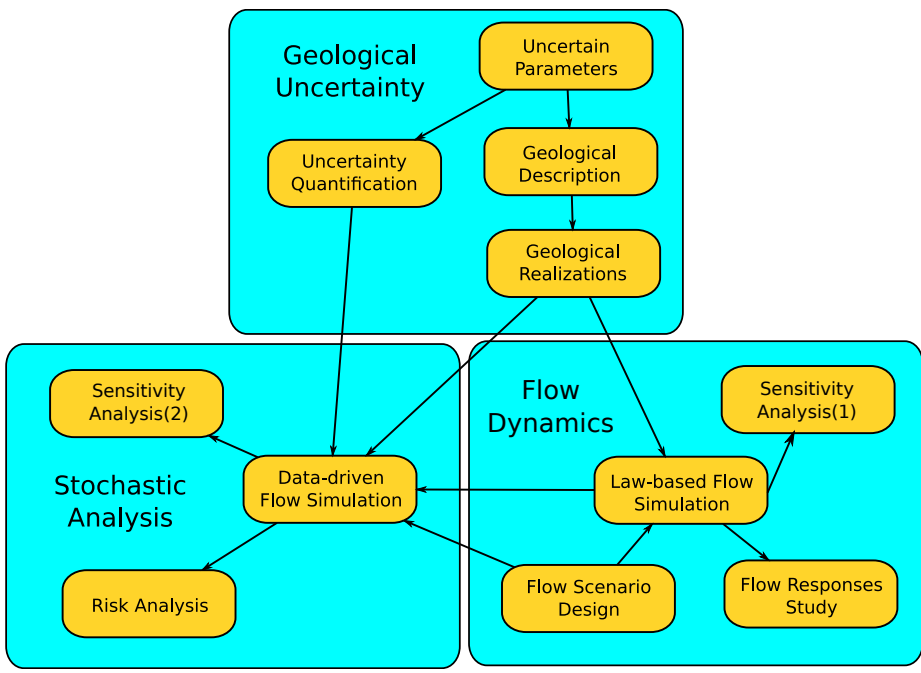 Geological
Uncertainty
Uncertain
Parameters
Uncertainty
Quantification
Geological
Description
Geological
Realizations
Sensitivity
Analysis(2)
Stochastic
Analysis
Data-driven
Flow Simulation
Risk Analysis
Flow
Dynamics
Sensitivity
Analysis(1)
Law-based Flow
Simulation
Flow Scenario
Design
Flow Responses
Study